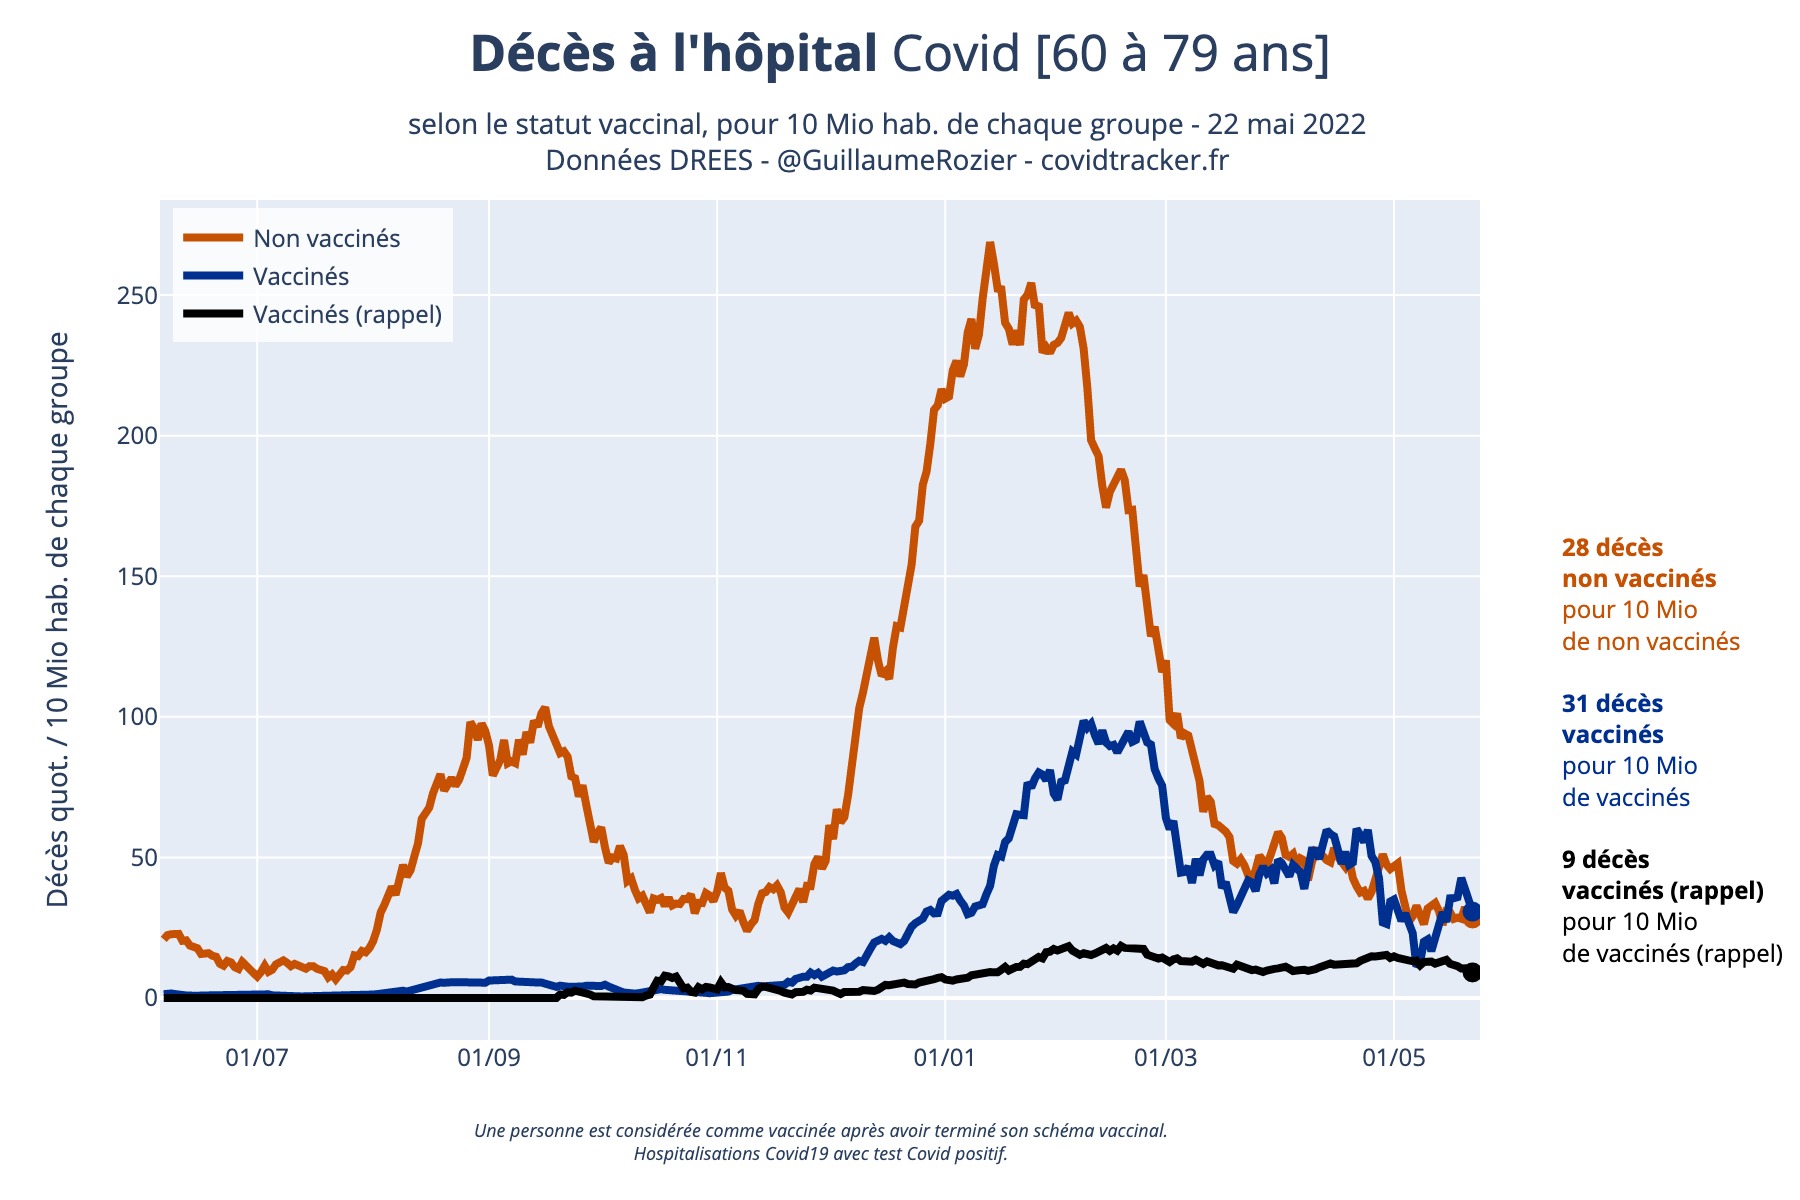 Décès à l'hôpital Covid [60 à 79 ans]
selon le statut vaccinal, pour 10 Mio hab. de chaque groupe - 22 mai 2022
Données DREES - @GuillaumeRozier - covidtracker.fr
Non vaccinés
Vaccinés
Vaccinés (rappel)
Décès quot. / 10 Mio hab. de chaque groupe
250
200
150
100
50
0
01/07
01/09
01/11
01/01
01/03
01/05
28 décès
non vaccinés
pour 10 Mio
de non vaccinés
31 décès
vaccinés
pour 10 Mio
de vaccinés
9 décès
vaccinés (rappel)
pour 10 Mio
de vaccinés (rappel)
Une personne est considérée comme vaccinée après avoir terminé son schéma vaccinal.
Hospitalisations Covid19 avec test Covid positif.